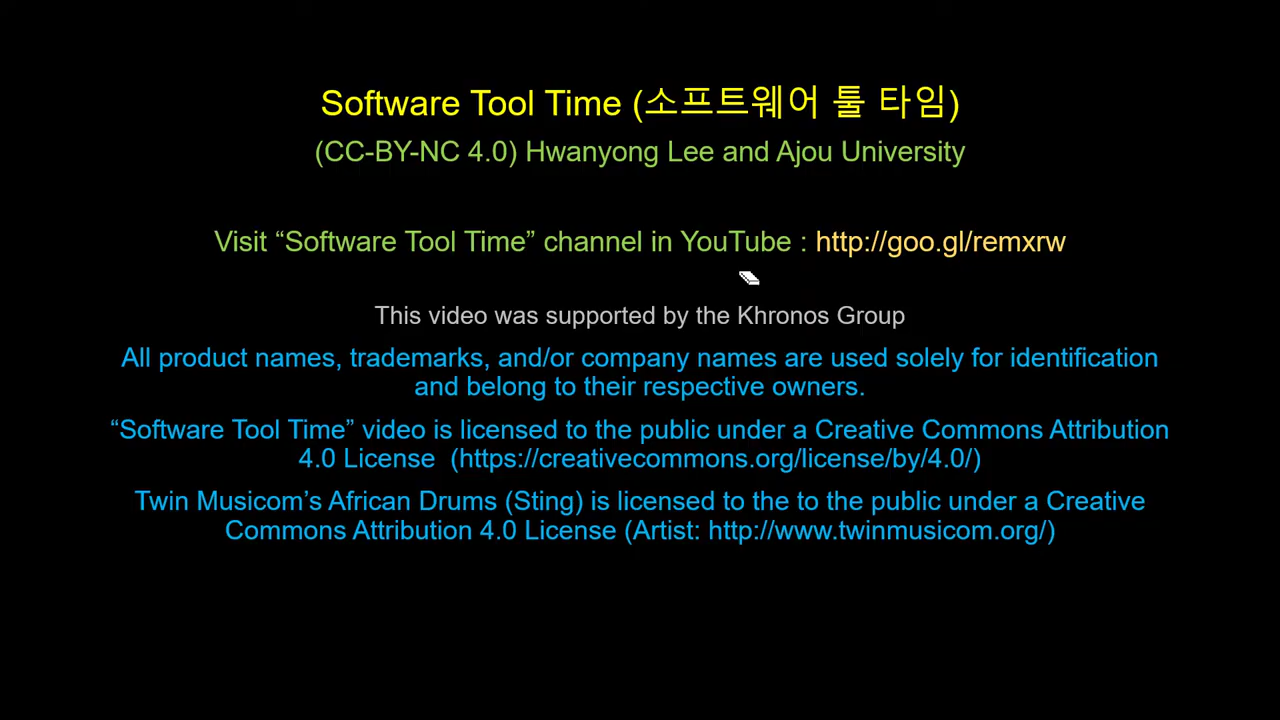 Software Tool Time (소프트웨어 툴 타임)
(CC-BY-NC 4.0) Hwanyong Lee and Ajou University
Visit “Software Tool Time” channel in YouTube : http://goo.gl/remxrw
This video was supported by the Khronos Group
All product names, trademarks, and/or company names are used solely for identification
and belong to their respective owners.
“Software Tool Time” video is licensed to the public under a Creative Commons Attribution
4.0 License (https://creativecommons.org/license/by/4.0/)
Twin Musicom’s African Drums (Sting) is licensed to the to the public under a Creative
Commons Attribution 4.0 License (Artist: http://www.twinmusicom.org/)